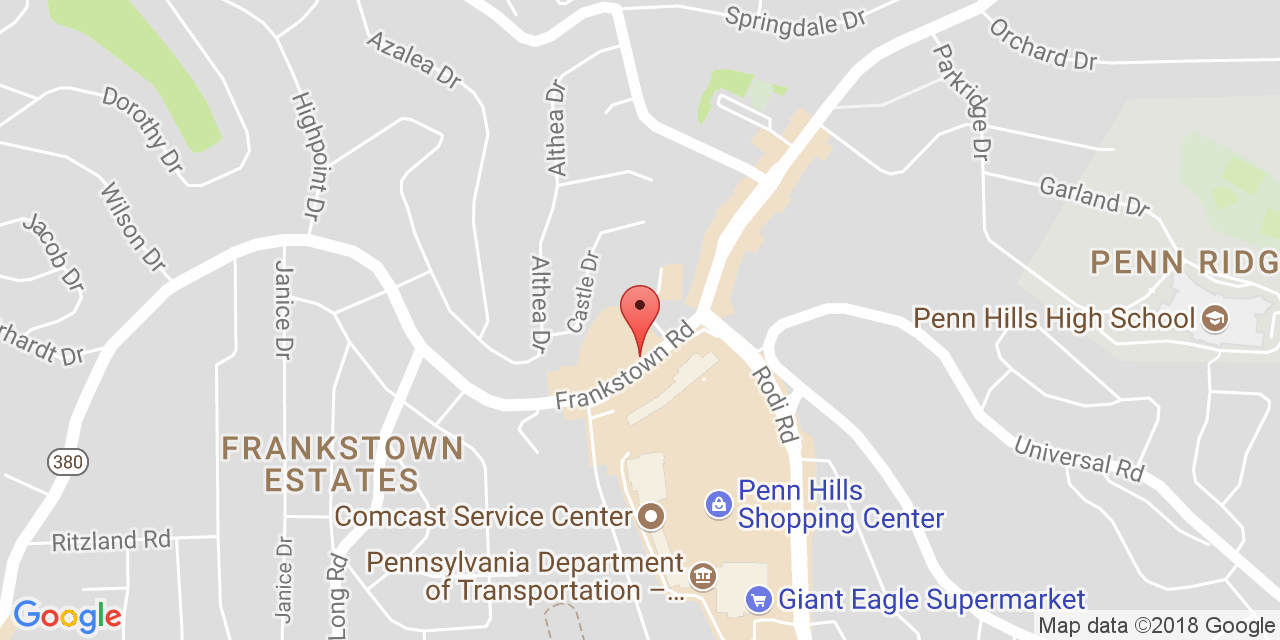 Springdale Dr
Orchard Dr
Azalea Dr
Parkridge Dr
Dorothy Dr
Highpoint Dr
Althea Dr
Garland Dr
Wilson Dr
Jacob Dr
PENN RIDG
Janice Dr
Althea Dr
Castle Dr
Penn Hills High School
rhardt Dr
Frankstown Rd
Rodi Rd
FRANKSTOWN
ESTATES
380
Universal Rd
Penn Hills
Shopping Center
Comcast Service Center
Ritzland Rd
Janice Dr
Long Rd
Pennsylvania Department
of Transportation –...
Giant Eagle Supermarket
Google
Map data ©2018 Google